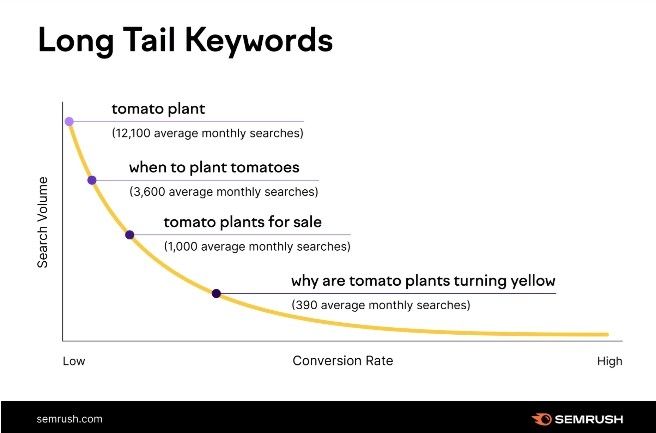 Long Tail Keywords
tomato plant
(12,100 average monthly searches)
when to plant tomatoes
(3,600 average monthly searches)
tomato plants for sale
(1,000 average monthly searches)
why are tomato plants turning yellow
(390 average monthly searches)
Search Volume
Low
Conversion Rate
High
semrush.com
SEMRUSH